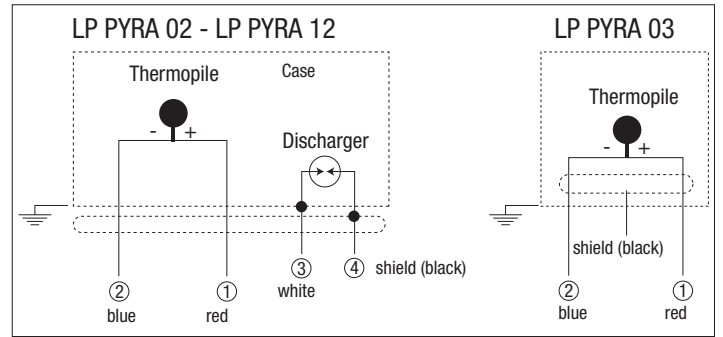 LP PYRA 02 - LP PYRA 12
Thermopile
Case
- +
Discharger
③ ④ shield (black)
white
② ①
blue red
LP PYRA 03
Thermopile
- +
shield (black)
② ①
blue red